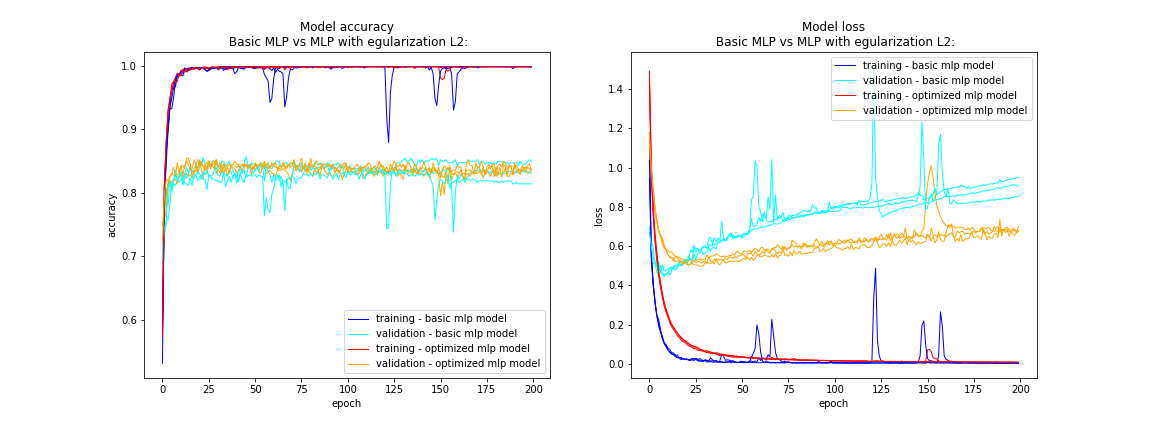 Model accuracy
Basic MLP vs MLP with egularization L2:
1.0
0.9
0.8
0.7
0.6
accuracy
0
25
50
75
100
125
150
175
200
epoch
training - basic mlp model
validation - basic mlp model
training - optimized mlp model
validation - optimized mlp model
Model loss
Basic MLP vs MLP with egularization L2:
1.4
1.2
1.0
0.8
0.6
0.4
0.2
0.0
loss
0
25
50
75
100
125
150
175
200
epoch
training - basic mlp model
validation - basic mlp model
training - optimized mlp model
validation - optimized mlp model